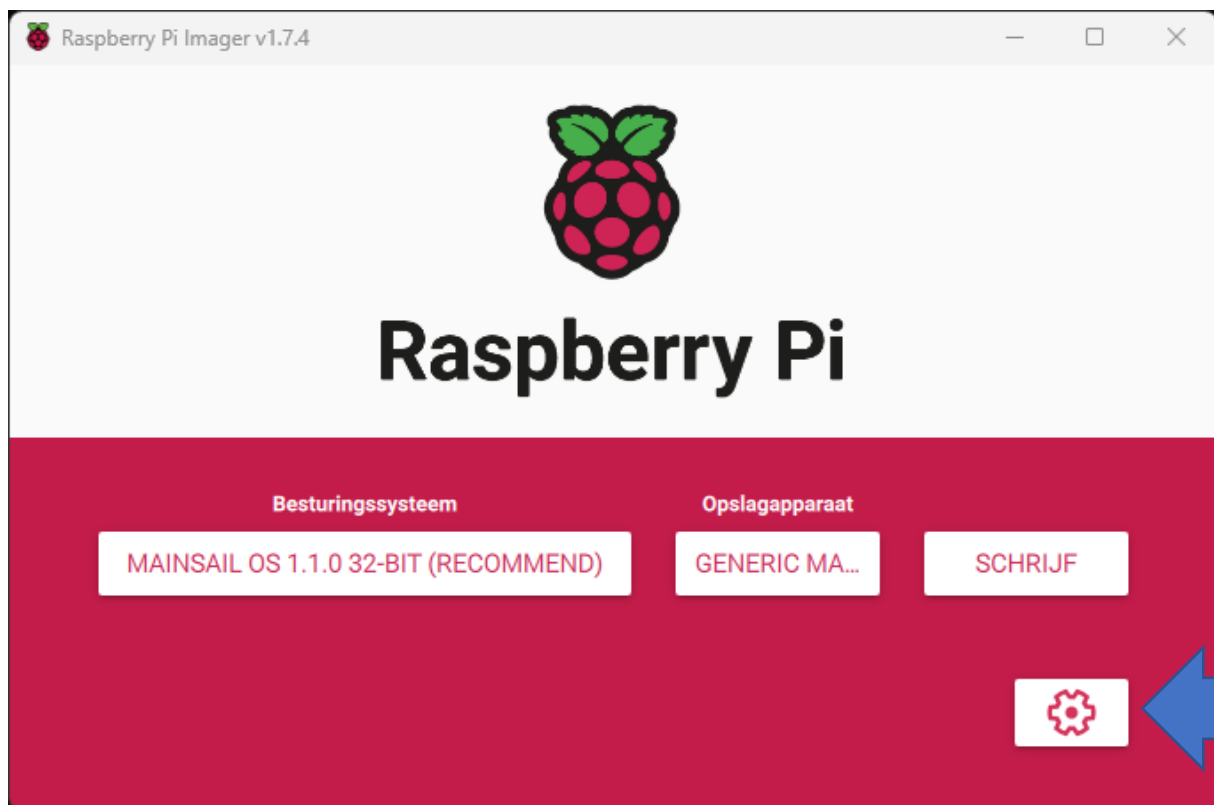 Raspberry Pi Imager v1.7.4
Raspberry Pi
Besturingssysteem
Opslagapparaat
MAINSAIL OS 1.1.0 32-BIT (RECOMMEND)
GENERIC MA...
SCHRIJF